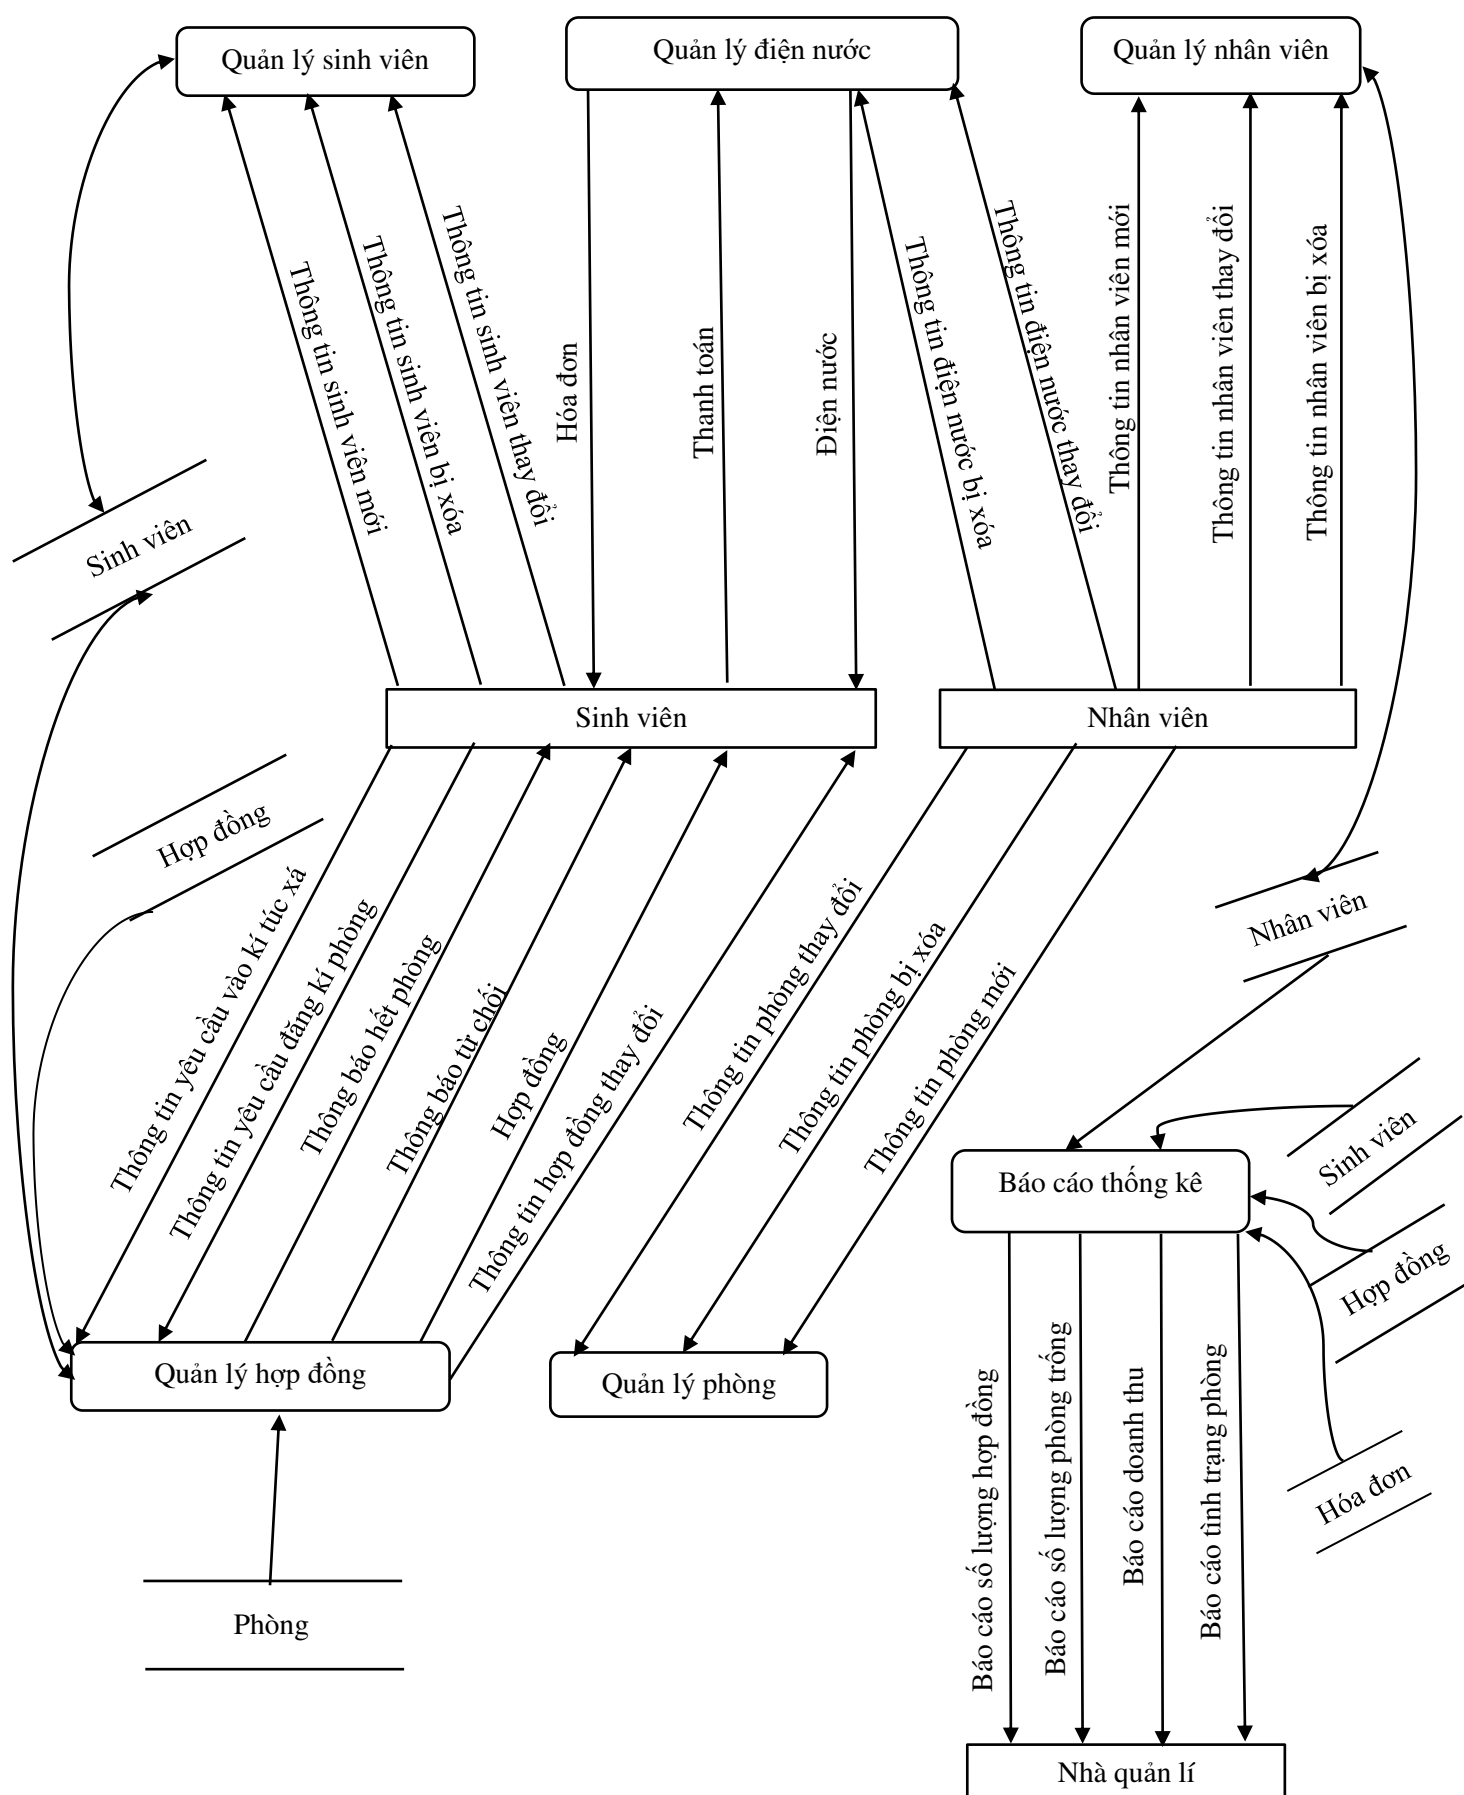 Quản lý sinh viên
Quản lý điện nước
Quản lý nhân viên
Thông tin sinh viên mới
Thông tin sinh viên bị xóa
Thông tin sinh viên thay đổi
Hóa đơn
Thanh toán
Điện nước
Thông tin điện nước bị xóa
Thông tin điện nước thay đổi
Thông tin nhân viên mới
Thông tin nhân viên thay đổi
Thông tin nhân viên bị xóa
Sinh viên
Sinh viên
Nhân viên
Hợp đồng
Thông tin yêu cầu vào kí túc xá
Thông tin yêu cầu đăng kí phòng
Thông báo hết phòng
Thông báo từ chối
Hợp đồng
Thông tin hợp đồng thay đổi
Thông tin phòng thay đổi
Thông tin phòng bị xóa
Thông tin phòng mới
Nhân viên
Sinh viên
Báo cáo thống kê
Hợp đồng
Quản lý hợp đồng
Quản lý phòng
Báo cáo số lượng hợp đồng
Báo cáo số lượng phòng trống
Báo cáo doanh thu
Báo cáo tình trạng phòng
Hóa đơn
Phòng
Nhà quản lí